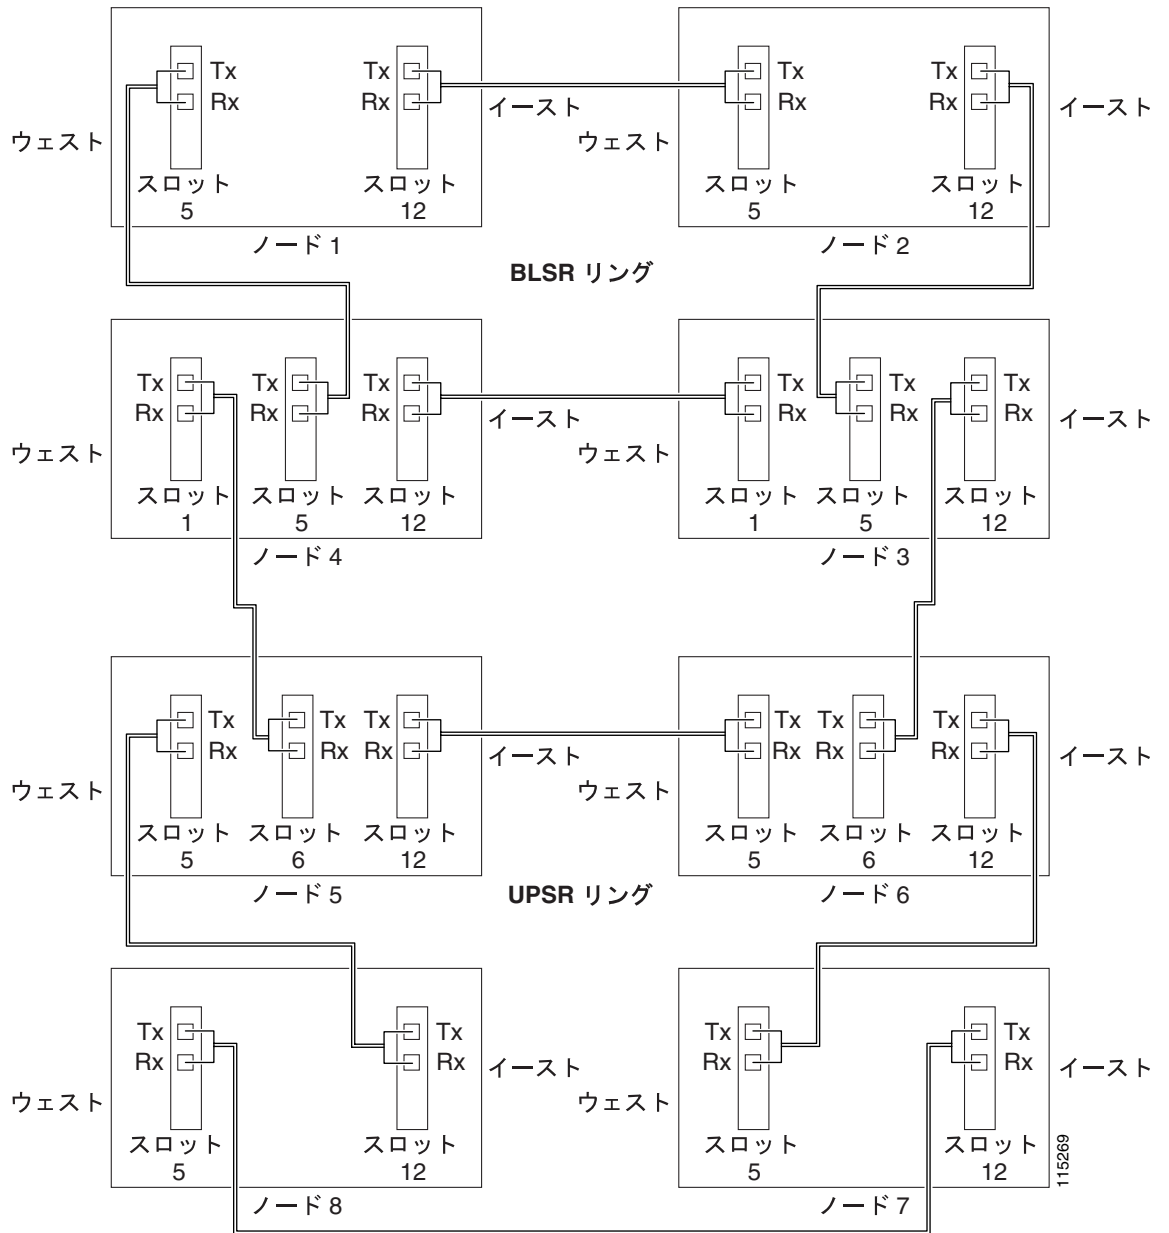 Tx Tx Tx Tx
Rx Rx イースト Rx Rx イースト
ウェスト ウェスト
スロット スロット スロット スロット
5 12 5 12
ノード 1 ノード 2
BLSR リング
Tx Tx Tx Tx Tx Tx
Rx Rx Rx イースト Rx Rx Rx イースト
ウェスト ウェスト
スロット スロット スロット スロット スロット スロット
1 5 12 1 5 12
ノード 4 ノード 3
Tx Tx Tx Tx Tx Tx
Rx Rx Rx イースト Rx Rx Rx イースト
ウェスト ウェスト
スロット スロット スロット スロット スロット スロット
5 6 12 5 6 12
ノード 5 UPSR リング ノード 6
Tx Tx Tx Tx
Rx Rx イースト Rx Rx イースト
ウェスト ウェスト
スロット スロット スロット スロット
5 12 5 12
115269
ノード 8 ノード 7